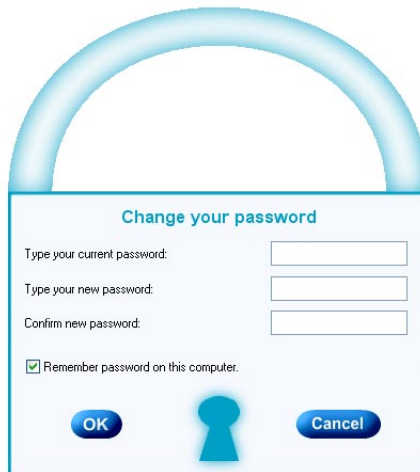 Change your password
Type your current password:
Type your new password:
Confirm new password:
Remember password on this computer.
OK
Cancel